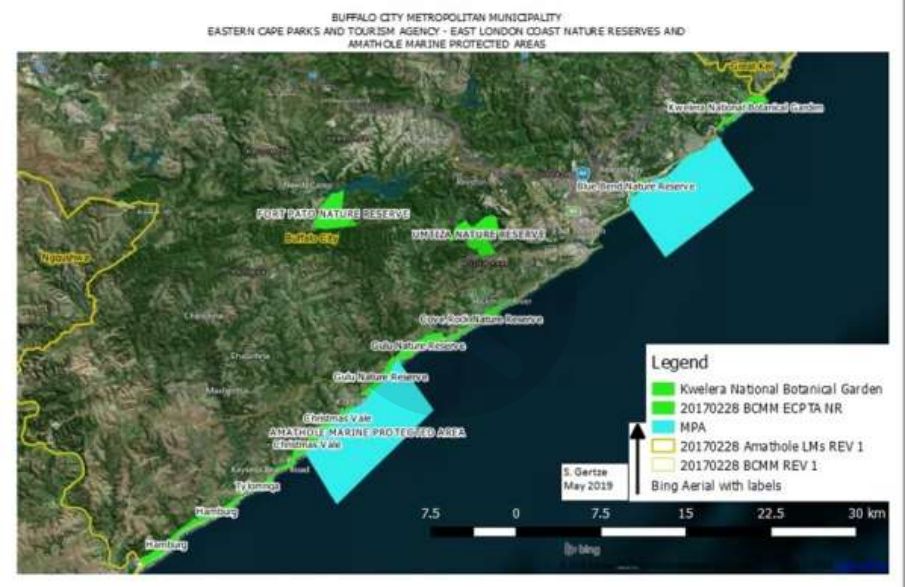 BUFFALO CITY METROPOLITAN MUNICIPALITY
EASTERN CAPE PARKS AND TOURISM AGENCY - EAST LONDON COAST NATURE RESERVES AND
AMATHOLE MARINE PROTECTED AREAS
Great Kei
Kwelera National Botanical Garden
Blue Bend Nature Reserve
FORT PATO NATURE RESERVE
Buffalo City
UMTIZA NATURE RESERVE
Ngqushwa
Cove Rock Nature Reserve
Gulu Nature Reserve
Gulu Nature Reserve
Christmas Vale
AMATHOLE MARINE PROTECTED AREA
Christmas Vale
Road
Tylomnqa
Hamburg
Hamburg
Legend
Kwelera National Botanical Garden
20170228 BCMM ECPTA NR
MPA
20170228 Amathole LMs REV 1
20170228 BCMM REV 1
Bing Aerial with labels
S. Gertze
May 2019
7.5 0 7.5 15 22.5 30 km
bing